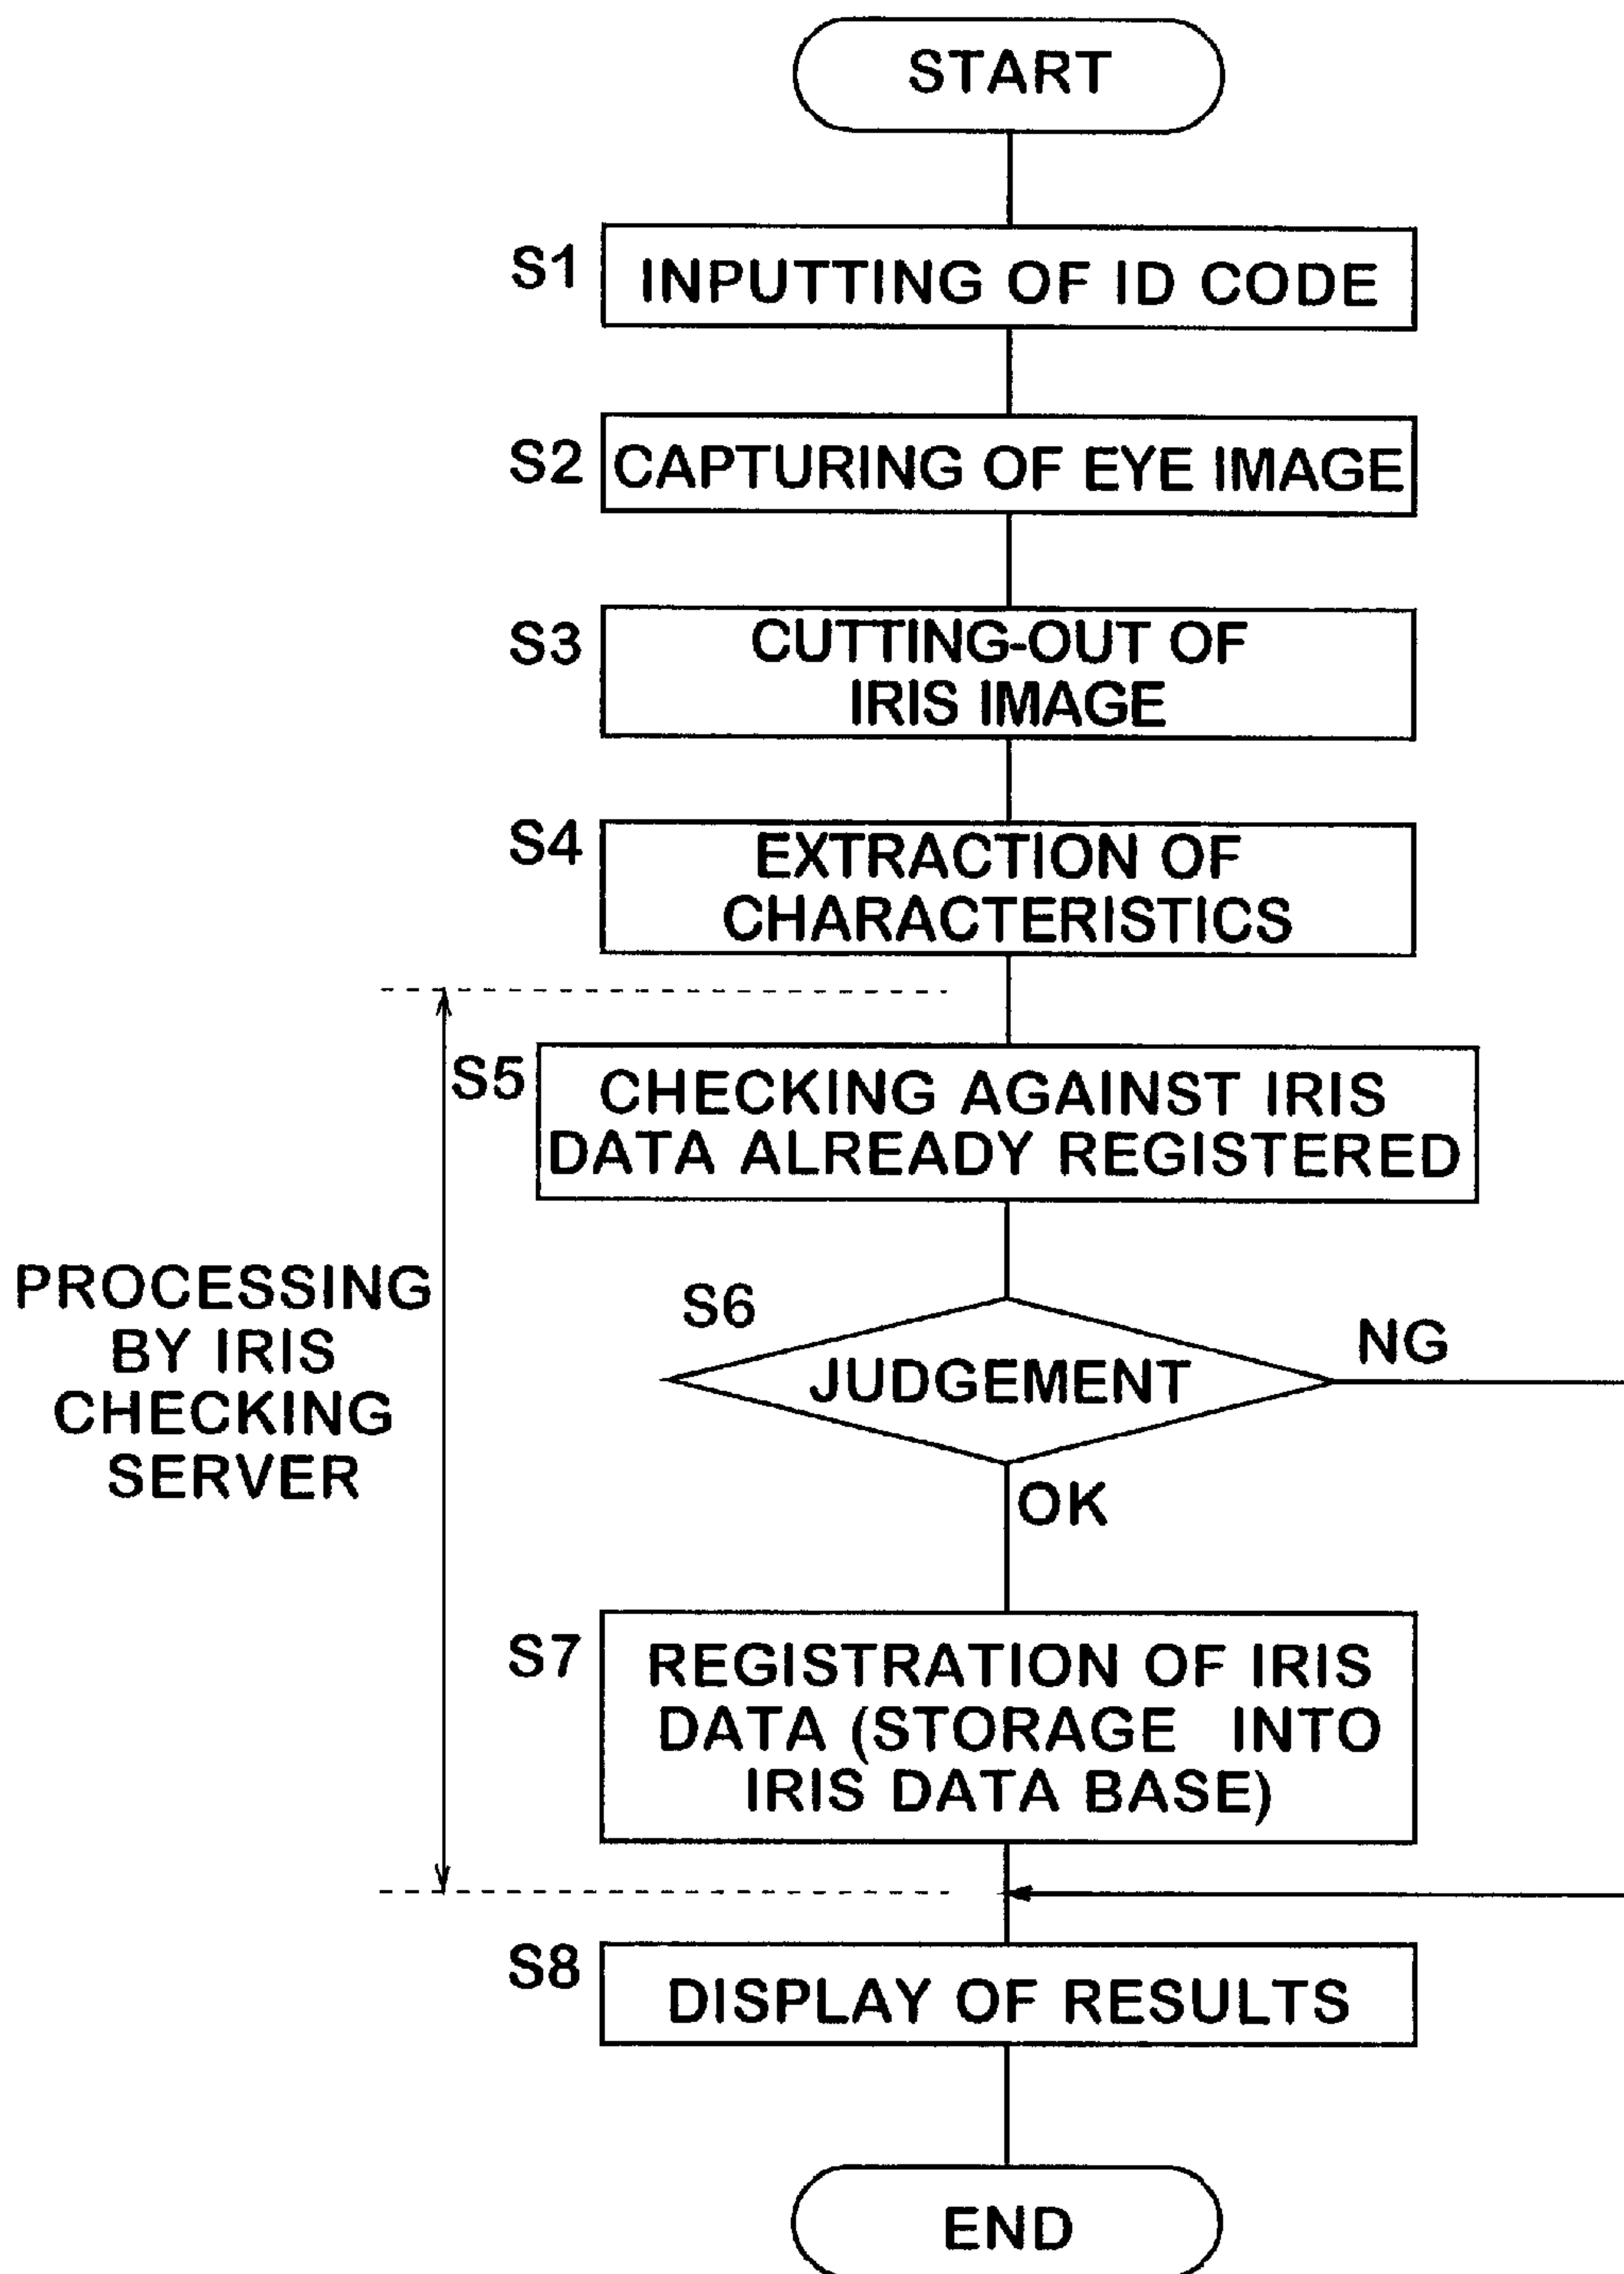 START
S1
INPUTTING OF ID CODE
S2
CAPTURING OF EYE IMAGE
S3
CUTTING-OUT OF
IRIS IMAGE
S4
EXTRACTION OF
CHARACTERISTICS
S5
CHECKING AGAINST IRIS
DATA ALREADY REGISTERED
PROCESSING
BY IRIS
CHECKING
SERVER
S6
JUDGEMENT
NG
OK
S7
REGISTRATION OF IRIS
DATA (STORAGE INTO
IRIS DATA BASE)
S8
DISPLAY OF RESULTS
END